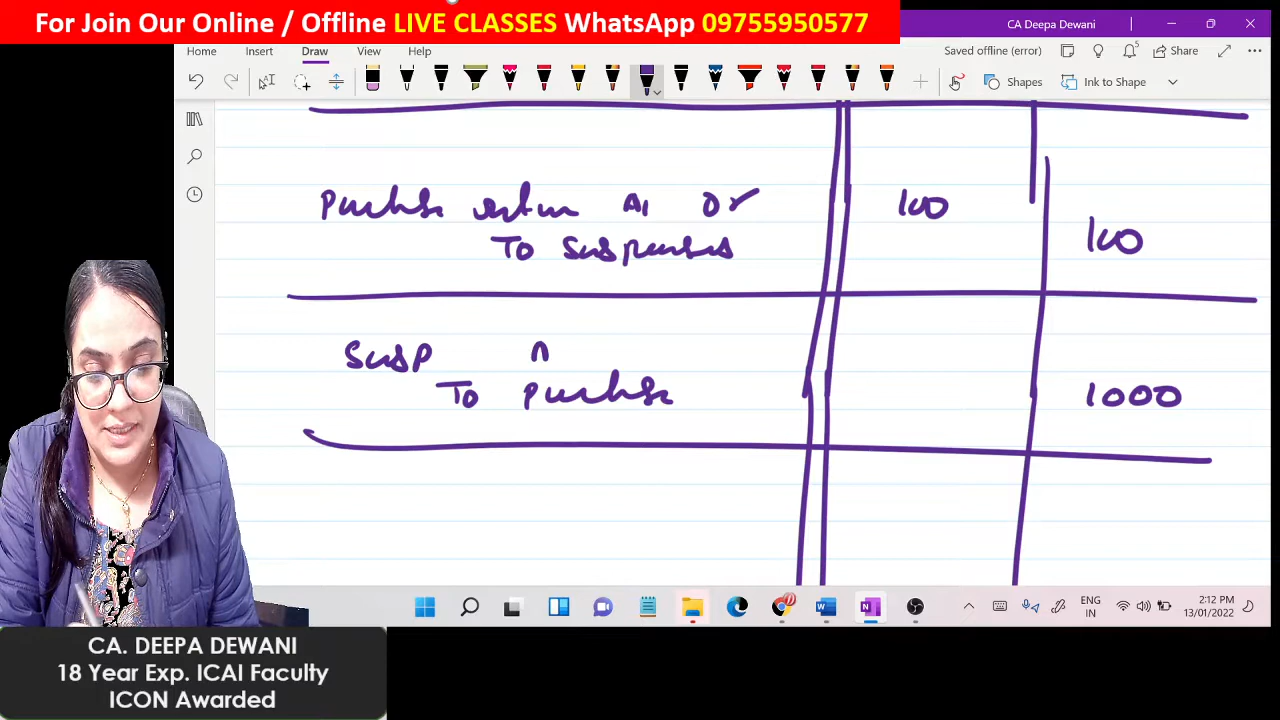 For Join Our Online / Offline LIVE CLASSES WhatsApp 09755950577
CA Deepa Dewani
Home Insert Draw View Help
Saved offline (error)
5
Share
Shapes
Ink to Shape
Purchase return A/ Dr 100
To Suspense 100
Susp A
To purchase 1000
ENG
IN
2:12 PM
13/01/2022
CA. DEEPA DEWANI
18 Year Exp. ICAI Faculty
ICON Awarded